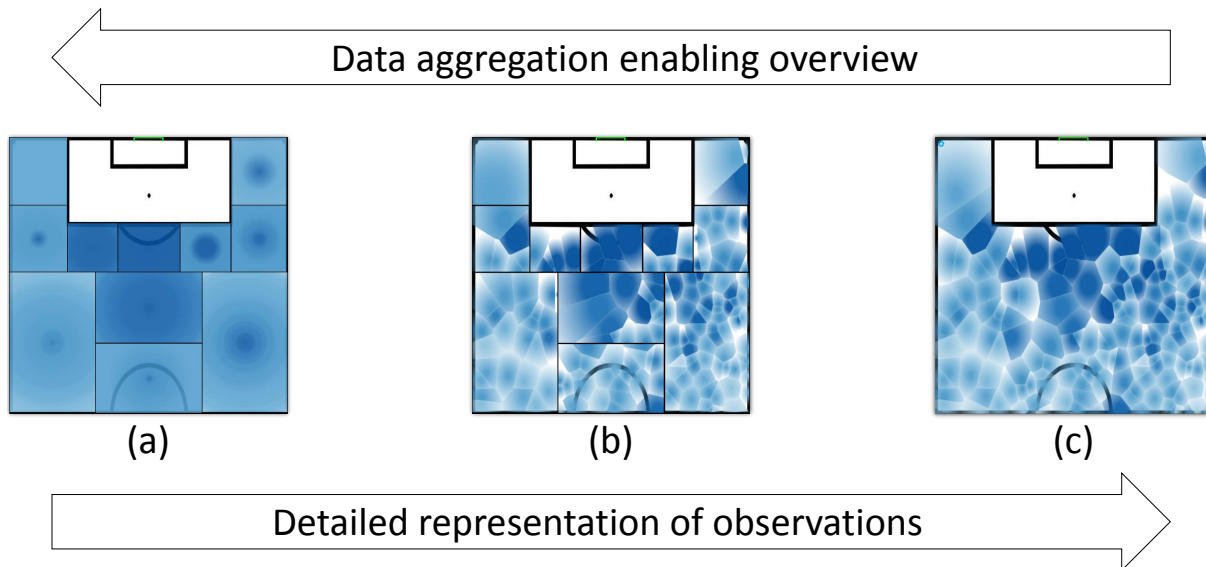 Data aggregation enabling overview
(a)
(b)
(c)
Detailed representation of observations